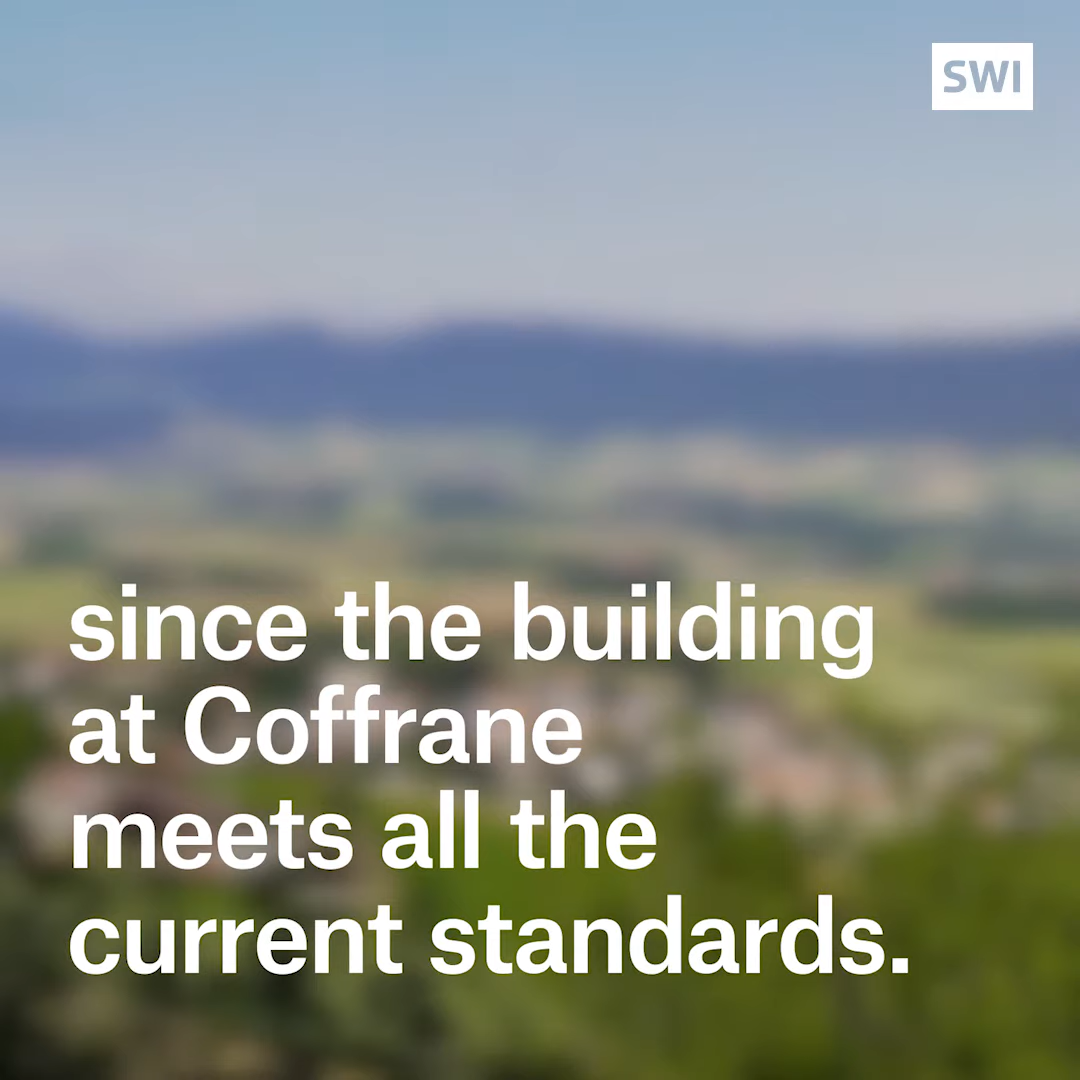 SWI
since the building
at Coffrane
meets all the
current standards.